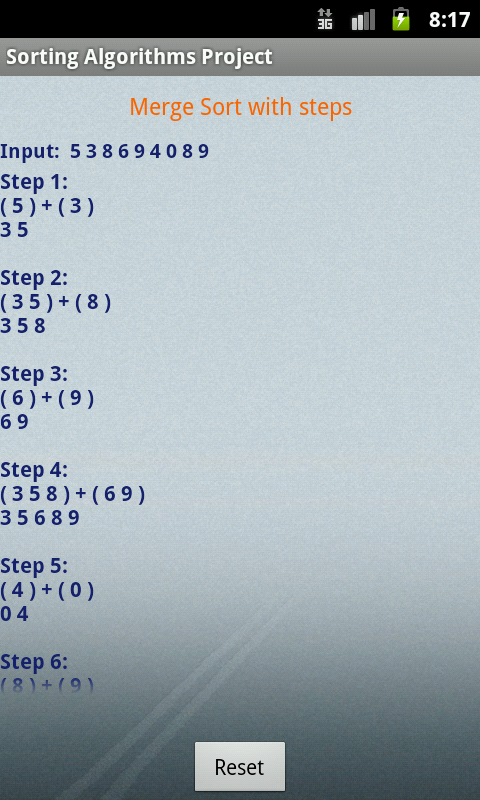 3G 8:17
Sorting Algorithms Project
Merge Sort with steps
Input: 5 3 8 6 9 4 0 8 9
Step 1:
( 5 ) + ( 3 )
3 5
Step 2:
( 3 5 ) + ( 8 )
3 5 8
Step 3:
( 6 ) + ( 9 )
6 9
Step 4:
( 3 5 8 ) + ( 6 9 )
3 5 6 8 9
Step 5:
( 4 ) + ( 0 )
0 4
Step 6:
( 8 ) + ( 9 )
Reset